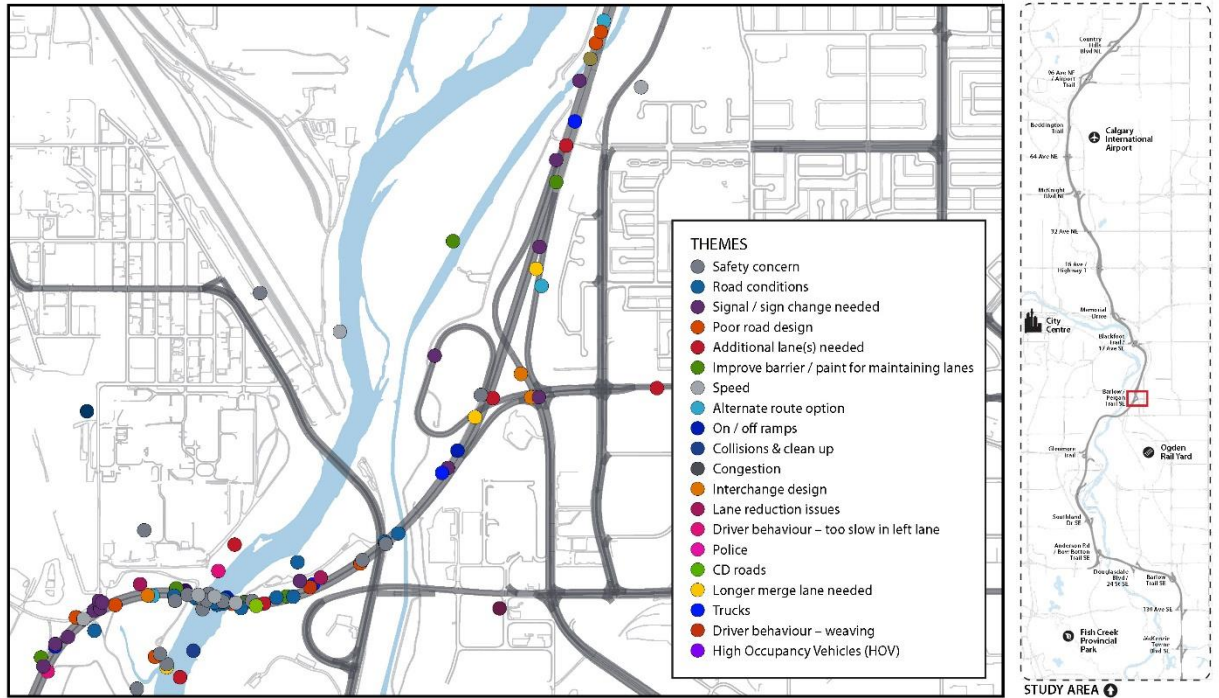 THEMES
Safety concern
Road conditions
Signal / sign change needed
Poor road design
Additional lane(s) needed
Improve barrier / paint for maintaining lanes
Speed
Alternate route option
On / off ramps
Collisions & clean up
Congestion
Interchange design
Lane reduction issues
Driver behaviour – too slow in left lane
Police
CD roads
Longer merge lane needed
Trucks
Driver behaviour – weaving
High Occupancy Vehicles (HOV)
Country
Hills
Blvd NE
96 Ave NE
/ Airport
Trail
Beddington
Trail
Calgary
International
Airport
64 Ave NE
McKnight
Blvd NE
32 Ave NE
16 Ave /
Highway 1
Memorial
Drive
City
Centre
Blackfoot
Trail /
17 Ave SE
Barlow /
Peigan
Trail SE
Glenmore
Trail
Ogden
Rail Yard
Southland
Dr SE
Anderson Rd
/ Bow Bottom
Trail SE
Douglasdale
Blvd /
24 St SE
Barlow
Trail SE
130 Ave SE
Fish Creek
Provincial
Park
McKenzie
Towne
Blvd SE
STUDY AREA